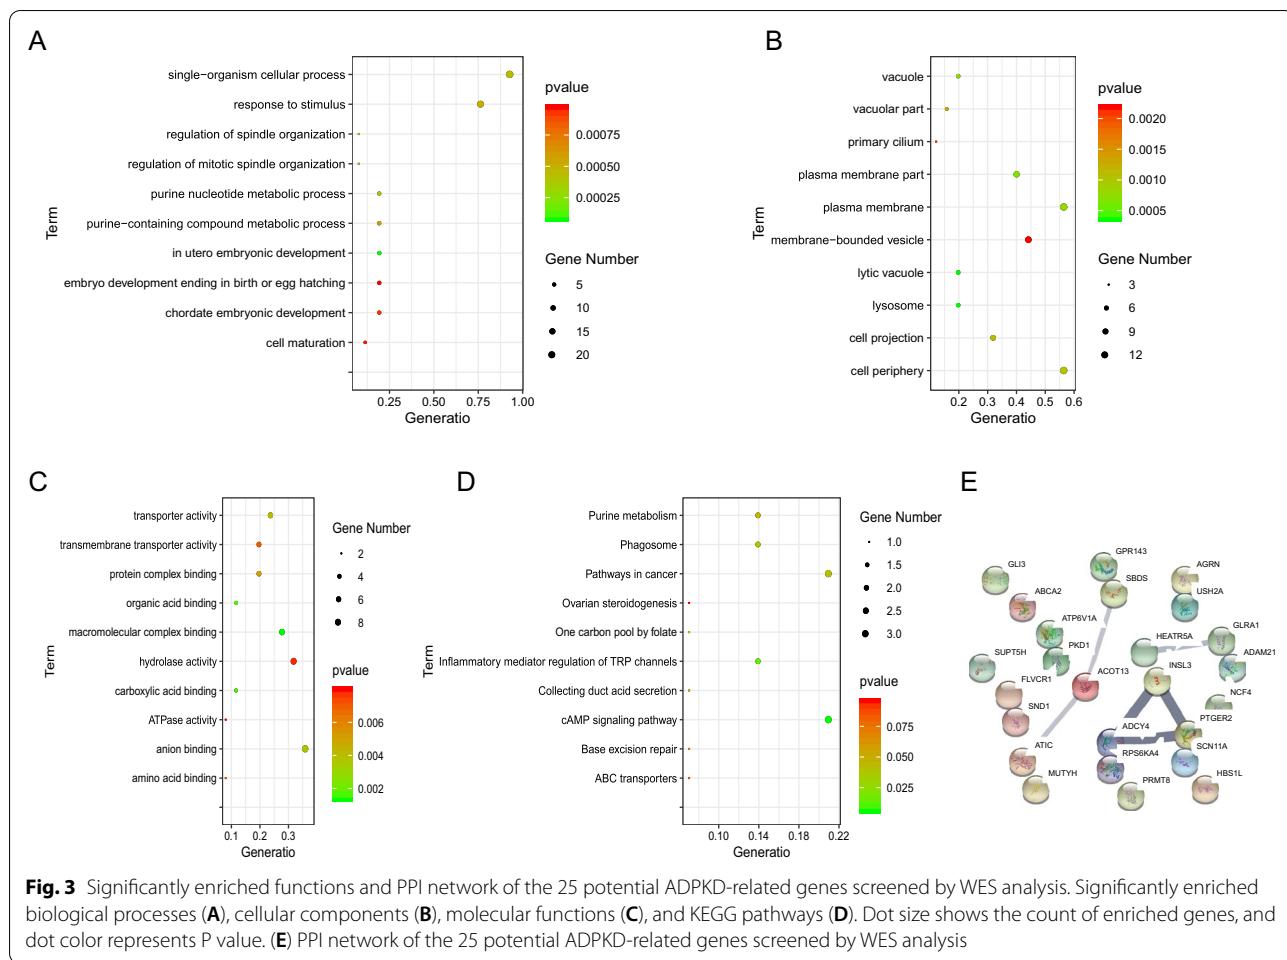 A
single-organism cellular process
response to stimulus
regulation of spindle organization
regulation of mitotic spindle organization
purine nucleotide metabolic process
purine-containing compound metabolic process
in utero embryonic development
embryo development ending in birth or egg hatching
chordate embryonic development
cell maturation
Term
0.25 0.50 0.75 1.00
Generatio
pvalue
0.00075
0.00050
0.00025
Gene Number
5
10
15
20
B
vacuole
vacuolar part
primary cilium
plasma membrane part
plasma membrane
membrane-bounded vesicle
lytic vacuole
lysosome
cell projection
cell periphery
Term
0.2 0.3 0.4 0.5 0.6
Generatio
pvalue
0.0020
0.0015
0.0010
0.0005
Gene Number
3
6
9
12
C
transporter activity
transmembrane transporter activity
protein complex binding
organic acid binding
macromolecular complex binding
hydrolase activity
carboxylic acid binding
ATPase activity
anion binding
amino acid binding
Term
0.1 0.2 0.3
Generatio
Gene Number
2
4
6
8
pvalue
0.006
0.004
0.002
D
Purine metabolism
Phagosome
Pathways in cancer
Ovarian steroidogenesis
One carbon pool by folate
Inflammatory mediator regulation of TRP channels
Collecting duct acid secretion
cAMP signaling pathway
Base excision repair
ABC transporters
Term
0.10 0.14 0.18 0.22
Generatio
Gene Number
1.0
1.5
2.0
2.5
3.0
pvalue
0.075
0.050
0.025
E
GPR143
GLI3
SBDS
AGRN
ABCA2
USH2A
ATP6V1A
GLRA1
HEATR5A
PKD1
SUPT5H
ADAM21
ACOT13
INSL3
FLVCR1
NCF4
SND1
ADCY4
PTGER2
ATIC
RPS6KA4
SCN11A
MUTYH
PRMT8
HBS1L
Fig. 3 Significantly enriched functions and PPI network of the 25 potential ADPKD-related genes screened by WES analysis. Significantly enriched
biological processes (A), cellular components (B), molecular functions (C), and KEGG pathways (D). Dot size shows the count of enriched genes, and
dot color represents P value. (E) PPI network of the 25 potential ADPKD-related genes screened by WES analysis